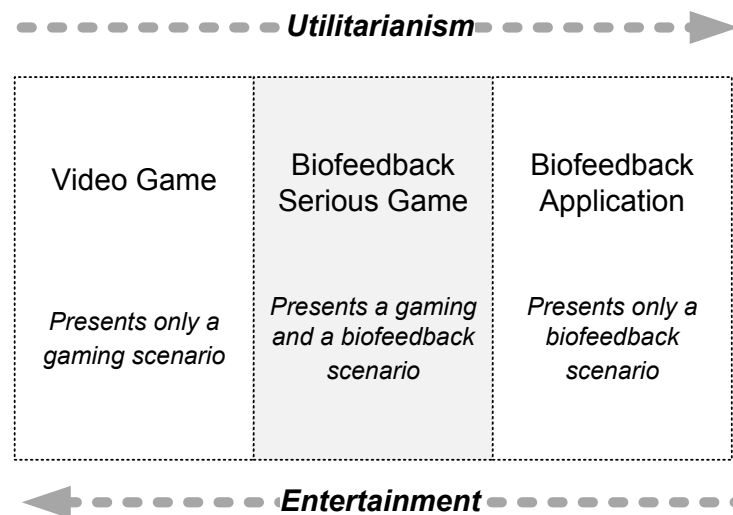 Utilitarianism
Video Game
Biofeedback
Serious Game
Biofeedback
Application
Presents only a
gaming scenario
Presents a gaming
and a biofeedback
scenario
Presents only a
biofeedback
scenario
Entertainment